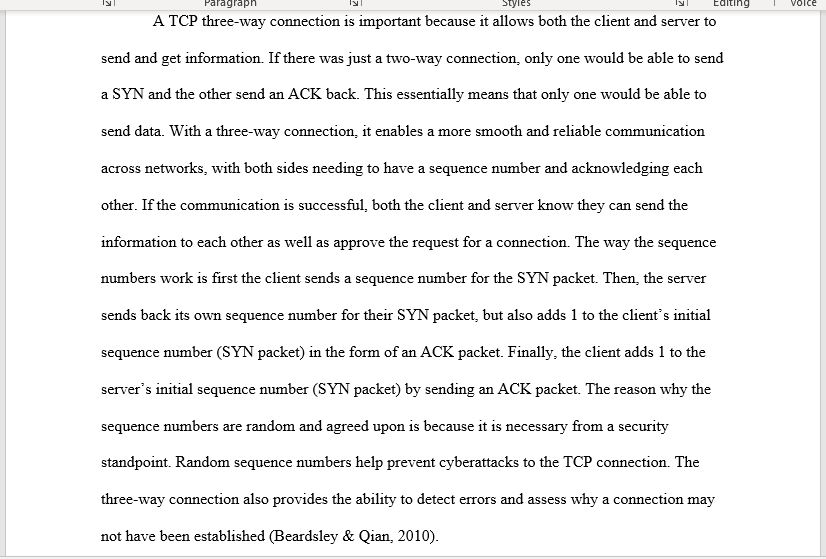 Paragraph Styles Editing Voice
A TCP three-way connection is important because it allows both the client and server to
send and get information. If there was just a two-way connection, only one would be able to send
a SYN and the other send an ACK back. This essentially means that only one would be able to
send data. With a three-way connection, it enables a more smooth and reliable communication
across networks, with both sides needing to have a sequence number and acknowledging each
other. If the communication is successful, both the client and server know they can send the
information to each other as well as approve the request for a connection. The way the sequence
numbers work is first the client sends a sequence number for the SYN packet. Then, the server
sends back its own sequence number for their SYN packet, but also adds 1 to the client’s initial
sequence number (SYN packet) in the form of an ACK packet. Finally, the client adds 1 to the
server’s initial sequence number (SYN packet) by sending an ACK packet. The reason why the
sequence numbers are random and agreed upon is because it is necessary from a security
standpoint. Random sequence numbers help prevent cyberattacks to the TCP connection. The
three-way connection also provides the ability to detect errors and assess why a connection may
not have been established (Beardsley & Qian, 2010).